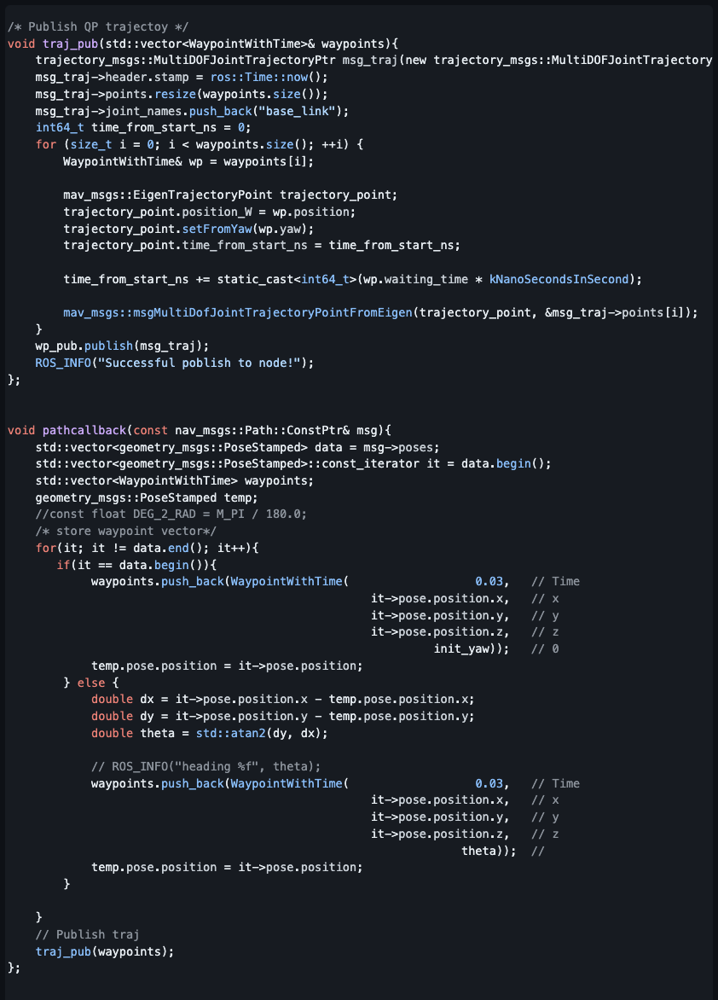 /* Publish QP trajectoy */
void traj_pub(std::vector<WaypointWithTime>& waypoints){
    trajectory_msgs::MultiDOFJointTrajectoryPtr msg_traj(new trajectory_msgs::MultiDOFJointTrajectory
    msg_traj->header.stamp = ros::Time::now();
    msg_traj->points.resize(waypoints.size());
    msg_traj->joint_names.push_back("base_link");
    int64_t time_from_start_ns = 0;
    for (size_t i = 0; i < waypoints.size(); ++i) {
        WaypointWithTime& wp = waypoints[i];

        mav_msgs::EigenTrajectoryPoint trajectory_point;
        trajectory_point.position_W = wp.position;
        trajectory_point.setFromYaw(wp.yaw);
        trajectory_point.time_from_start_ns = time_from_start_ns;

        time_from_start_ns += static_cast<int64_t>(wp.waiting_time * kNanoSecondsInSecond);

        mav_msgs::msgMultiDofJointTrajectoryPointFromEigen(trajectory_point, &msg_traj->points[i]);
    }
    wp_pub.publish(msg_traj);
    ROS_INFO("Successful poblish to node!");
};

void pathcallback(const nav_msgs::Path::ConstPtr& msg){
    std::vector<geometry_msgs::PoseStamped> data = msg->poses;
    std::vector<geometry_msgs::PoseStamped>::const_iterator it = data.begin();
    std::vector<WaypointWithTime> waypoints;
    geometry_msgs::PoseStamped temp;
    //const float DEG_2_RAD = M_PI / 180.0;
    /* store waypoint vector*/
    for(it; it != data.end(); it++){
       if(it == data.begin()){
            waypoints.push_back(WaypointWithTime(                  0.03,   // Time
                                                    it->pose.position.x,   // x
                                                    it->pose.position.y,   // y
                                                    it->pose.position.z,   // z
                                                             init_yaw));   // 0
            temp.pose.position = it->pose.position;
        } else {
            double dx = it->pose.position.x - temp.pose.position.x;
            double dy = it->pose.position.y - temp.pose.position.y;
            double theta = std::atan2(dy, dx);

            // ROS_INFO("heading %f", theta);
            waypoints.push_back(WaypointWithTime(                  0.03,   // Time
                                                    it->pose.position.x,   // x
                                                    it->pose.position.y,   // y
                                                    it->pose.position.z,   // z
                                                                 theta));  //
            temp.pose.position = it->pose.position;
        }

    }
    // Publish traj
    traj_pub(waypoints);
};